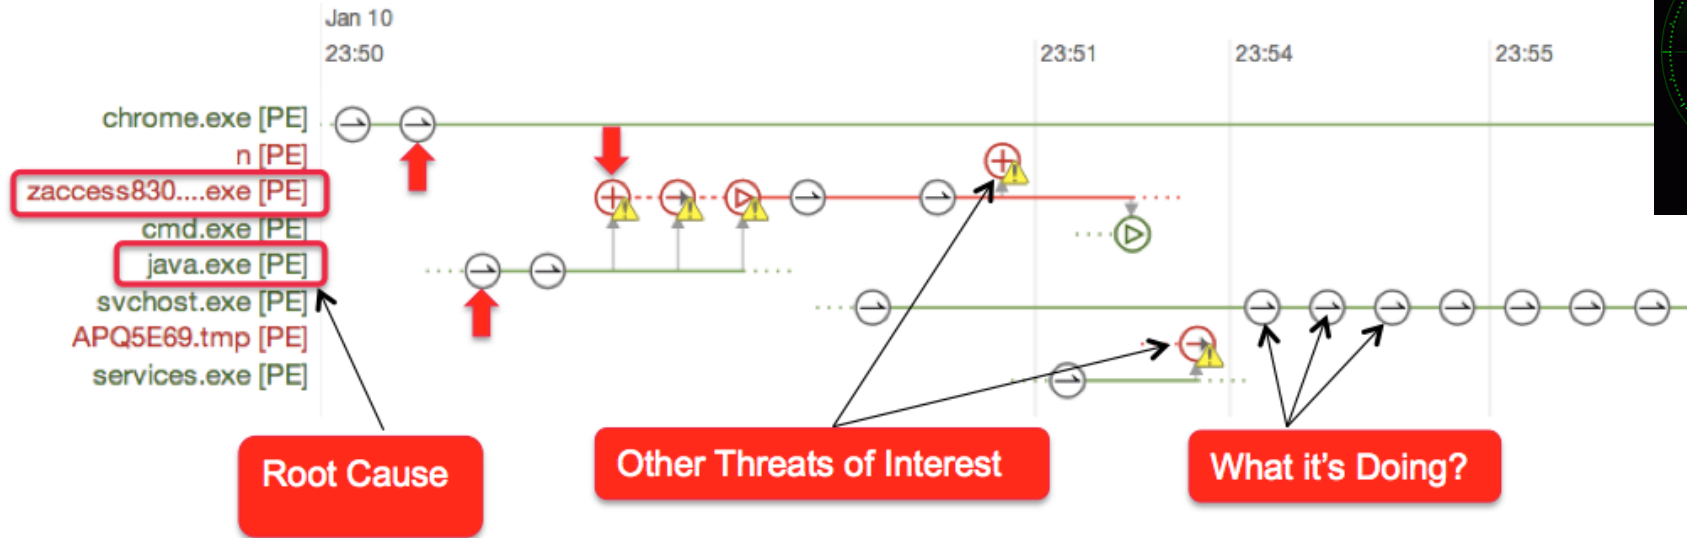 Jan 10
23:50
23:51
23:54
23:55
chrome.exe [PE]
n [PE]
zaccess830....exe [PE]
cmd.exe [PE]
java.exe [PE]
svchost.exe [PE]
APQ5E69.tmp [PE]
services.exe [PE]
Root Cause
Other Threats of Interest
What it's Doing?